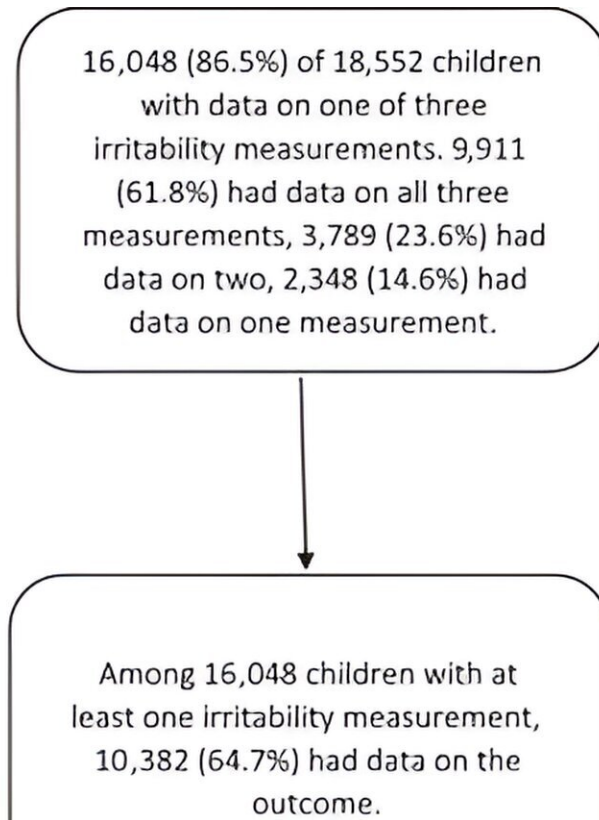 16,048 (86.5%) of 18,552 children
with data on one of three
irritability measurements. 9,911
(61.8%) had data on all three
measurements, 3,789 (23.6%) had
data on two, 2,348 (14.6%) had
data on one measurement.
Among 16,048 children with at
least one irritability measurement,
10,382 (64.7%) had data on the
outcome.